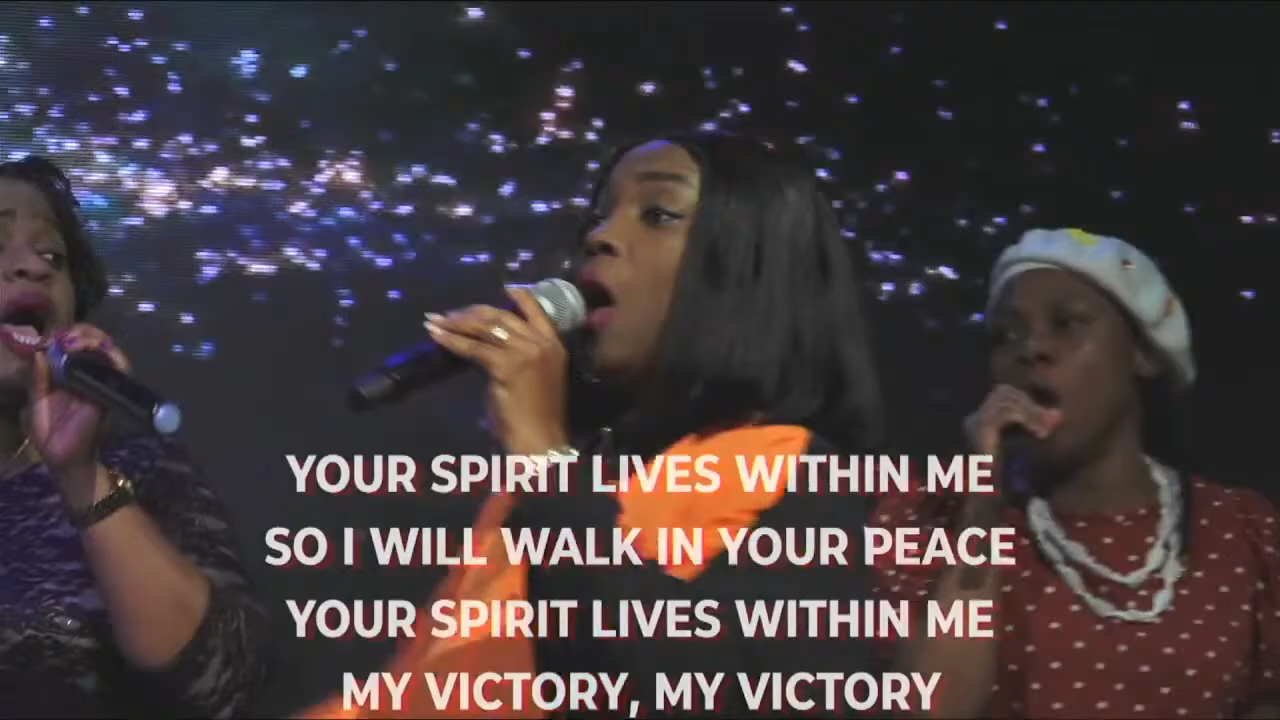 YOUR SPIRIT LIVES WITHIN ME
SO I WILL WALK IN YOUR PEACE
YOUR SPIRIT LIVES WITHIN ME
MY VICTORY, MY VICTORY